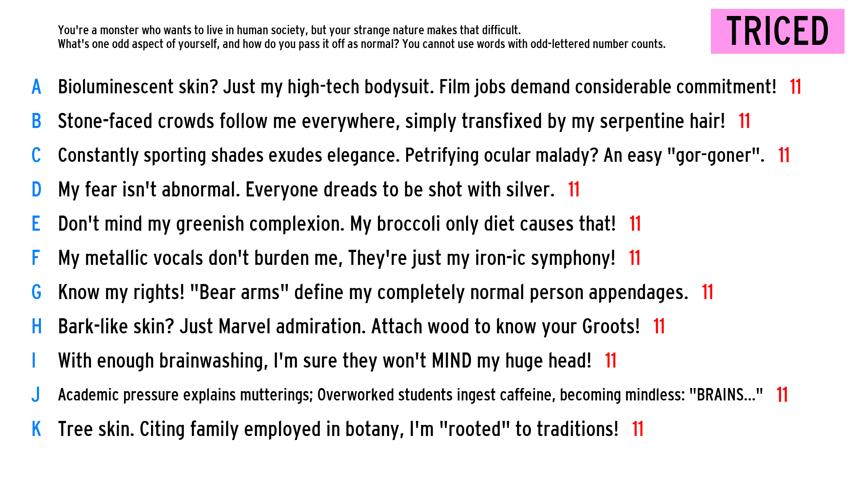 You're a monster who wants to live in human society, but your strange nature makes that difficult.
What's one odd aspect of yourself, and how do you pass it off as normal? You cannot use words with odd-lettered number counts.
TRICED
A Bioluminescent skin? Just my high-tech bodysuit. Film jobs demand considerable commitment! 11
B Stone-faced crowds follow me everywhere, simply transfixed by my serpentine hair! 11
C Constantly sporting shades exudes elegance. Petrifying ocular malady? An easy "gor-goner". 11
D My fear isn't abnormal. Everyone dreads to be shot with silver. 11
E Don't mind my greenish complexion. My broccoli only diet causes that! 11
F My metallic vocals don't burden me, They're just my iron-ic symphony! 11
G Know my rights! "Bear arms" define my completely normal person appendages. 11
H Bark-like skin? Just Marvel admiration. Attach wood to know your Groots! 11
I With enough brainwashing, I'm sure they won't MIND my huge head! 11
J Academic pressure explains mutterings; Overworked students ingest caffeine, becoming mindless: "BRAINS..." 11
K Tree skin. Citing family employed in botany, I'm "rooted" to traditions! 11